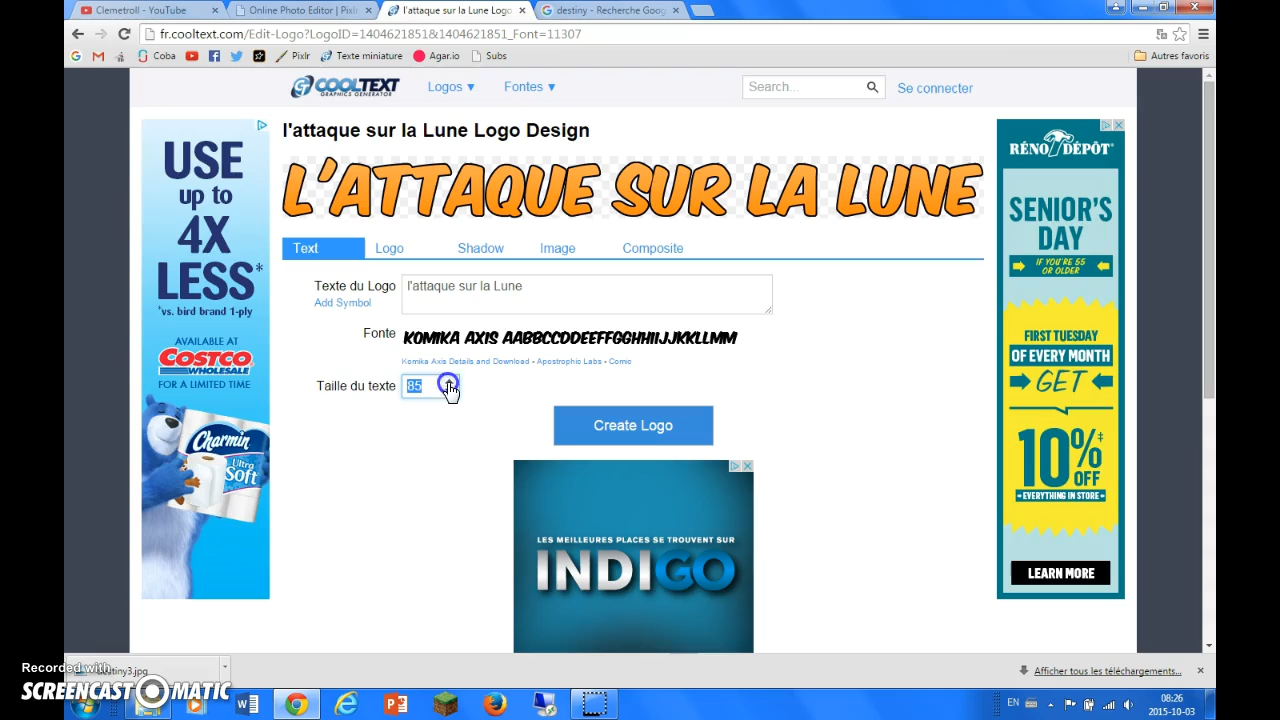 Clemetroll - YouTube
Online Photo Editor | Pixlr
l'attaque sur la Lune Logo
destiny - Recherche Goog
fr.cooltext.com/Edit-Logo?LogoID=1404621851&1404621851_Font=11307
Coba
Pixlr
Texte miniature
Agar.io
Subs
Autres favoris
COOLTEXT
GRAPHICS GENERATOR
Logos ▾
Fontes ▾
Search...
Se connecter
l'attaque sur la Lune Logo Design
L'ATTAQUE SUR LA LUNE
Text
Logo
Shadow
Image
Composite
Texte du Logo
l'attaque sur la Lune
Add Symbol
Fonte
KOMIKA AXIS AABBCCDDEEFFGGHHIIJJKKLLMM
Komika Axis Details and Download - Apostrophic Labs - Comic
Taille du texte
85
Create Logo
USE
up to
4X
LESS*
*vs. bird brand 1-ply
AVAILABLE AT
COSTCO
WHOLESALE
FOR A LIMITED TIME
Charmin
Ultra
Soft
LES MEILLEURES PLACES SE TROUVENT SUR
INDIGO
RÉNO DÉPÔT
SENIOR'S
DAY
IF YOU'RE 55
OR OLDER
FIRST TUESDAY
OF EVERY MONTH
GET
10%‡
OFF
EVERYTHING IN STORE
LEARN MORE
destiny3.jpg
Afficher tous les téléchargements...
Recorded with
SCREENCAST-O-MATIC
EN
08:26
2015-10-03